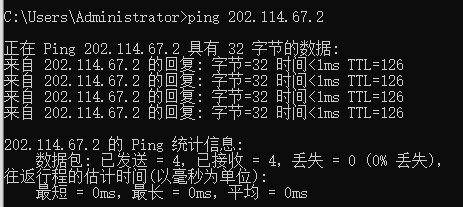 C:\Users\Administrator>ping 202.114.67.2
正在 Ping 202.114.67.2 具有 32 字节的数据:
来自 202.114.67.2 的回复: 字节=32 时间<1ms TTL=126
来自 202.114.67.2 的回复: 字节=32 时间<1ms TTL=126
来自 202.114.67.2 的回复: 字节=32 时间<1ms TTL=126
来自 202.114.67.2 的回复: 字节=32 时间<1ms TTL=126
202.114.67.2 的 Ping 统计信息:
数据包: 已发送 = 4, 已接收 = 4, 丢失 = 0 (0% 丢失),
往返行程的估计时间(以毫秒为单位):
最短 = 0ms, 最长 = 0ms, 平均 = 0ms